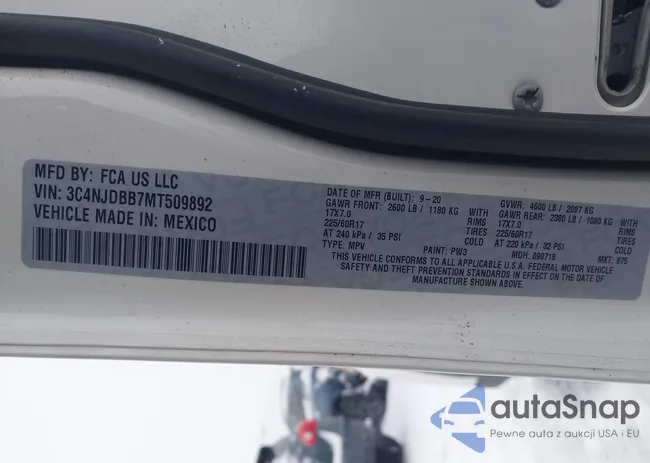 MFD BY: FCA US LLC
VIN: 3C4NJDBB7MT509892
VEHICLE MADE IN: MEXICO
DATE OF MFR (BUILT): 9-20 GVWR: 4600 LB / 2087 KG
GAWR FRONT: 2600 LB / 1180 KG WITH GAWR REAR: 2380 LB / 1080 KG WITH
17X7.0 RIMS 17X7.0 RIMS
225/60R17 TIRES 225/60R17 TIRES
AT 240 kPa / 35 PSI COLD AT 220 kPa / 32 PSI COLD
TYPE: MPV PAINT: PW3 MDH: 090718 MKT: 875
THIS VEHICLE CONFORMS TO ALL APPLICABLE U.S.A. FEDERAL MOTOR VEHICLE
SAFETY AND THEFT PREVENTION STANDARDS IN EFFECT ON THE DATE OF
MANUFACTURE SHOWN ABOVE.
autaSnap
Pewne auta z aukcji USA i EU